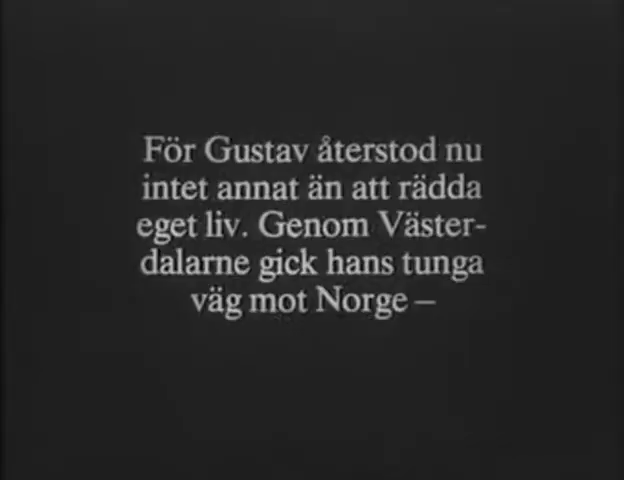 För Gustav återstod nu
intet annat än att rädda
eget liv. Genom Väster-
dalarne gick hans tunga
väg mot Norge –